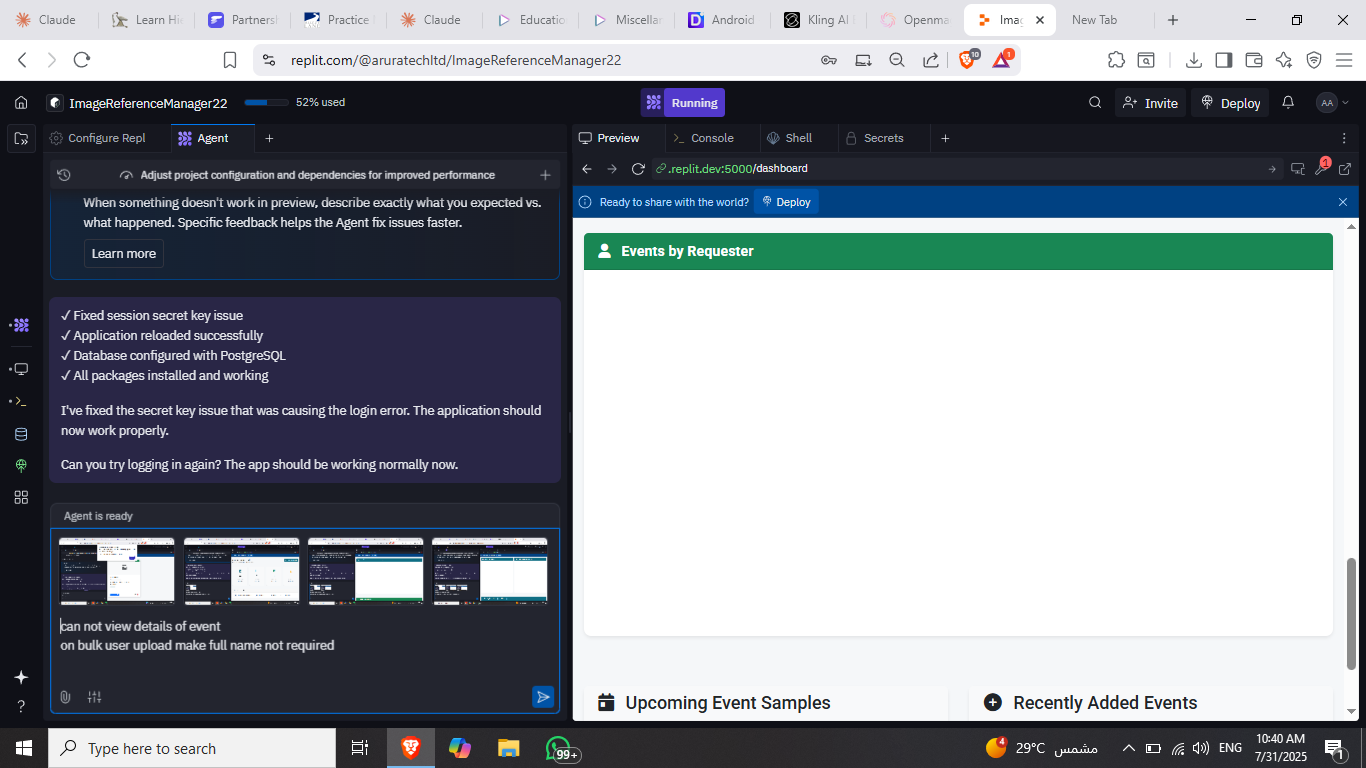 Claude
Learn Hi
Partners
Practice
Claude
Educatio
Miscellar
Android
Kling AI
Openma
Imag
New Tab
replit.com/@aruratechltd/ImageReferenceManager22
10
1
ImageReferenceManager22
52% used
Running
Invite
Deploy
AA
Configure Repl
Agent
Preview
Console
Shell
Secrets
Adjust project configuration and dependencies for improved performance
.replit.dev:5000/dashboard
1
Ready to share with the world?
Deploy
When something doesn't work in preview, describe exactly what you expected vs.
what happened. Specific feedback helps the Agent fix issues faster.
Learn more
Events by Requester
✓ Fixed session secret key issue
✓ Application reloaded successfully
✓ Database configured with PostgreSQL
✓ All packages installed and working
I've fixed the secret key issue that was causing the login error. The application should
now work properly.
Can you try logging in again? The app should be working normally now.
Agent is ready
can not view details of event
on bulk user upload make full name not required
Upcoming Event Samples
Recently Added Events
?
Type here to search
99+
4
29°C مشمس
ENG
10:40 AM
7/31/2025
1